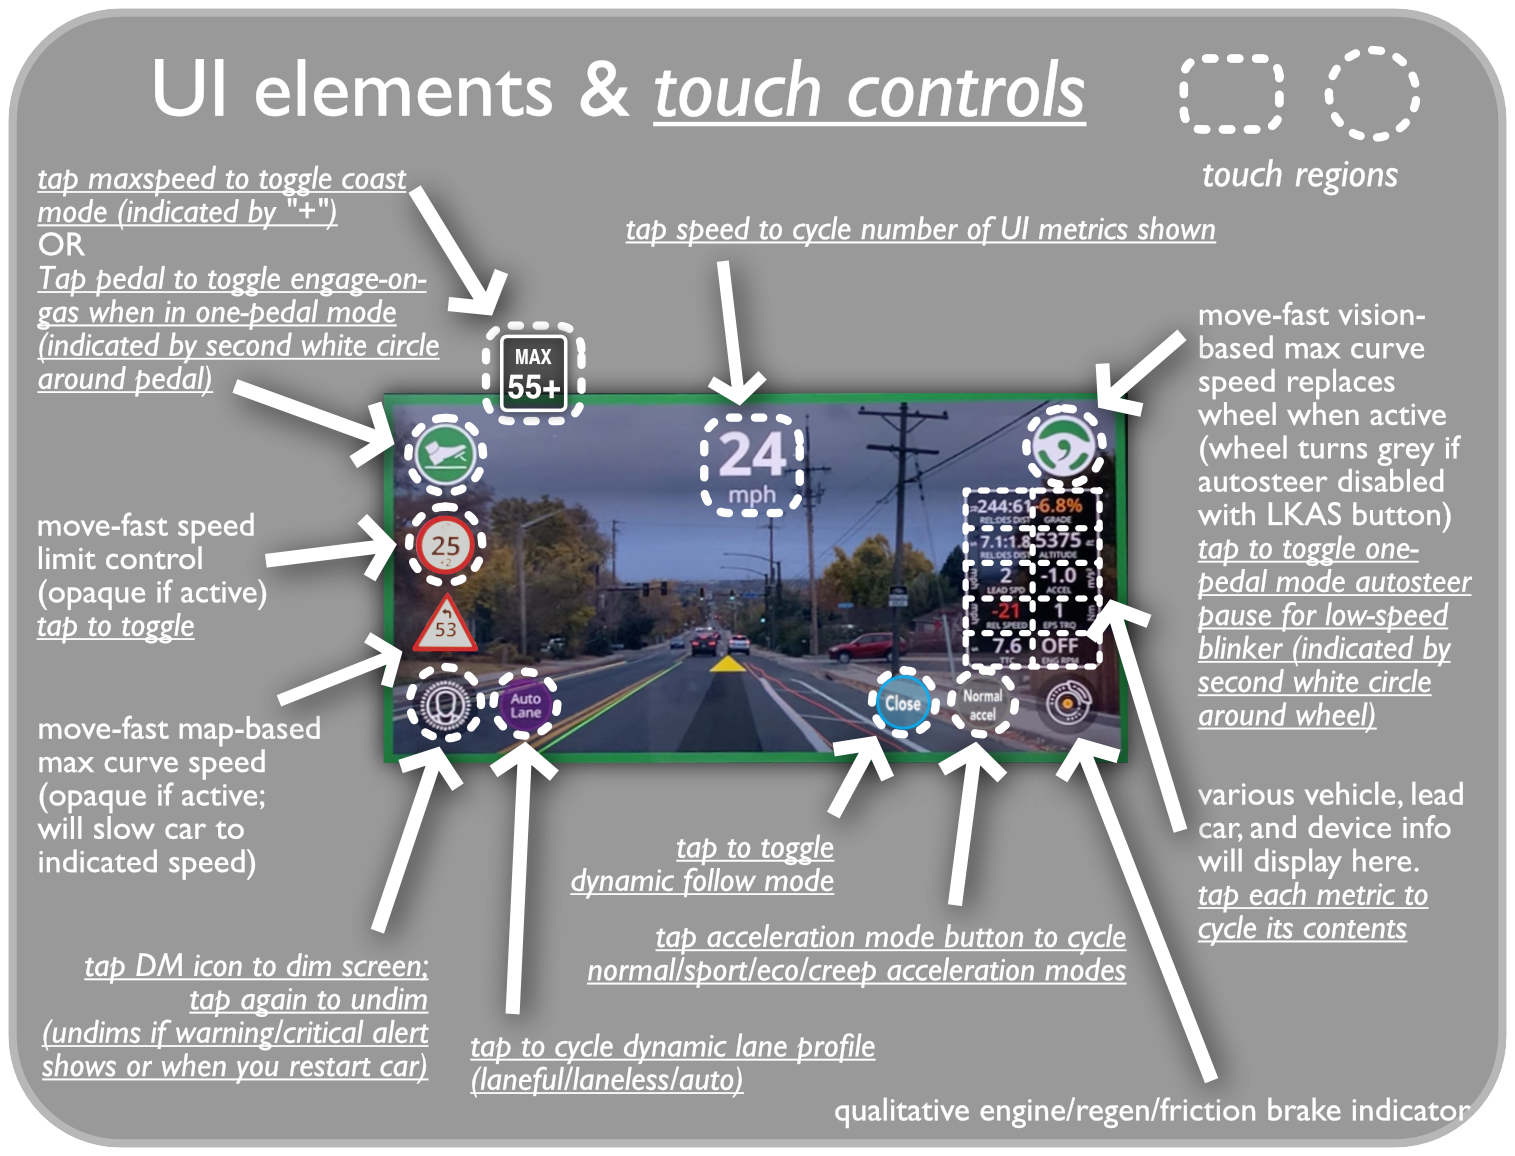 UI elements & touch controls
touch regions
tap maxspeed to toggle coast
mode (indicated by "+")
OR
Tap pedal to toggle engage-on-
gas when in one-pedal mode
(indicated by second white circle
around pedal)
tap speed to cycle number of UI metrics shown
move-fast vision-
based max curve
speed replaces
wheel when active
(wheel turns grey if
autosteer disabled
with LKAS button)
tap to toggle one-
pedal mode autosteer
pause for low-speed
blinker (indicated by
second white circle
around wheel)
MAX
55+
24
mph
move-fast speed
limit control
(opaque if active)
tap to toggle
25
+2
53
244:61 -6.8%
REL:DES DIST GRADE
7.1:1.8 5375
REL:DES DIST ALTITUDE
2 -1.0
LEAD SPD ACCEL
-21 1
REL SPEED EPS TRQ
7.6 OFF
TTC ENG RPM
Auto
Lane
Close
Normal
accel
move-fast map-based
max curve speed
(opaque if active;
will slow car to
indicated speed)
various vehicle, lead
car, and device info
will display here.
tap each metric to
cycle its contents
tap to toggle
dynamic follow mode
tap acceleration mode button to cycle
normal/sport/eco/creep acceleration modes
tap DM icon to dim screen;
tap again to undim
(undims if warning/critical alert
shows or when you restart car)
tap to cycle dynamic lane profile
(laneful/laneless/auto)
qualitative engine/regen/friction brake indicator